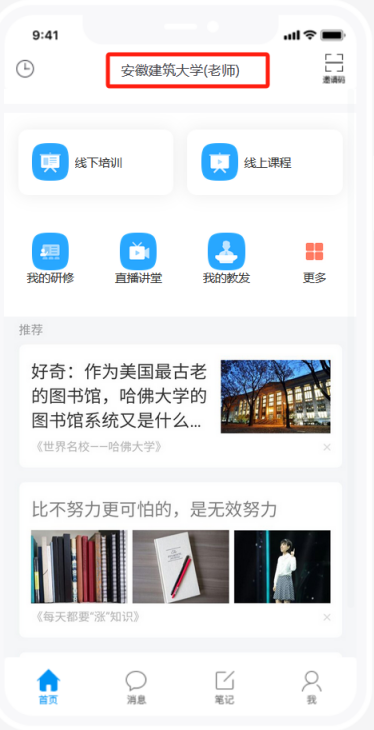 9:41
安徽建筑大学(老师)
邀请码
线下培训
线上课程
我的研修
直播讲堂
我的教发
更多
推荐
好奇：作为美国最古老
的图书馆，哈佛大学的
图书馆系统又是什么...
《世界名校——哈佛大学》
×
比不努力更可怕的，是无效努力
《每天都要"涨"知识》
×
首页
消息
笔记
我